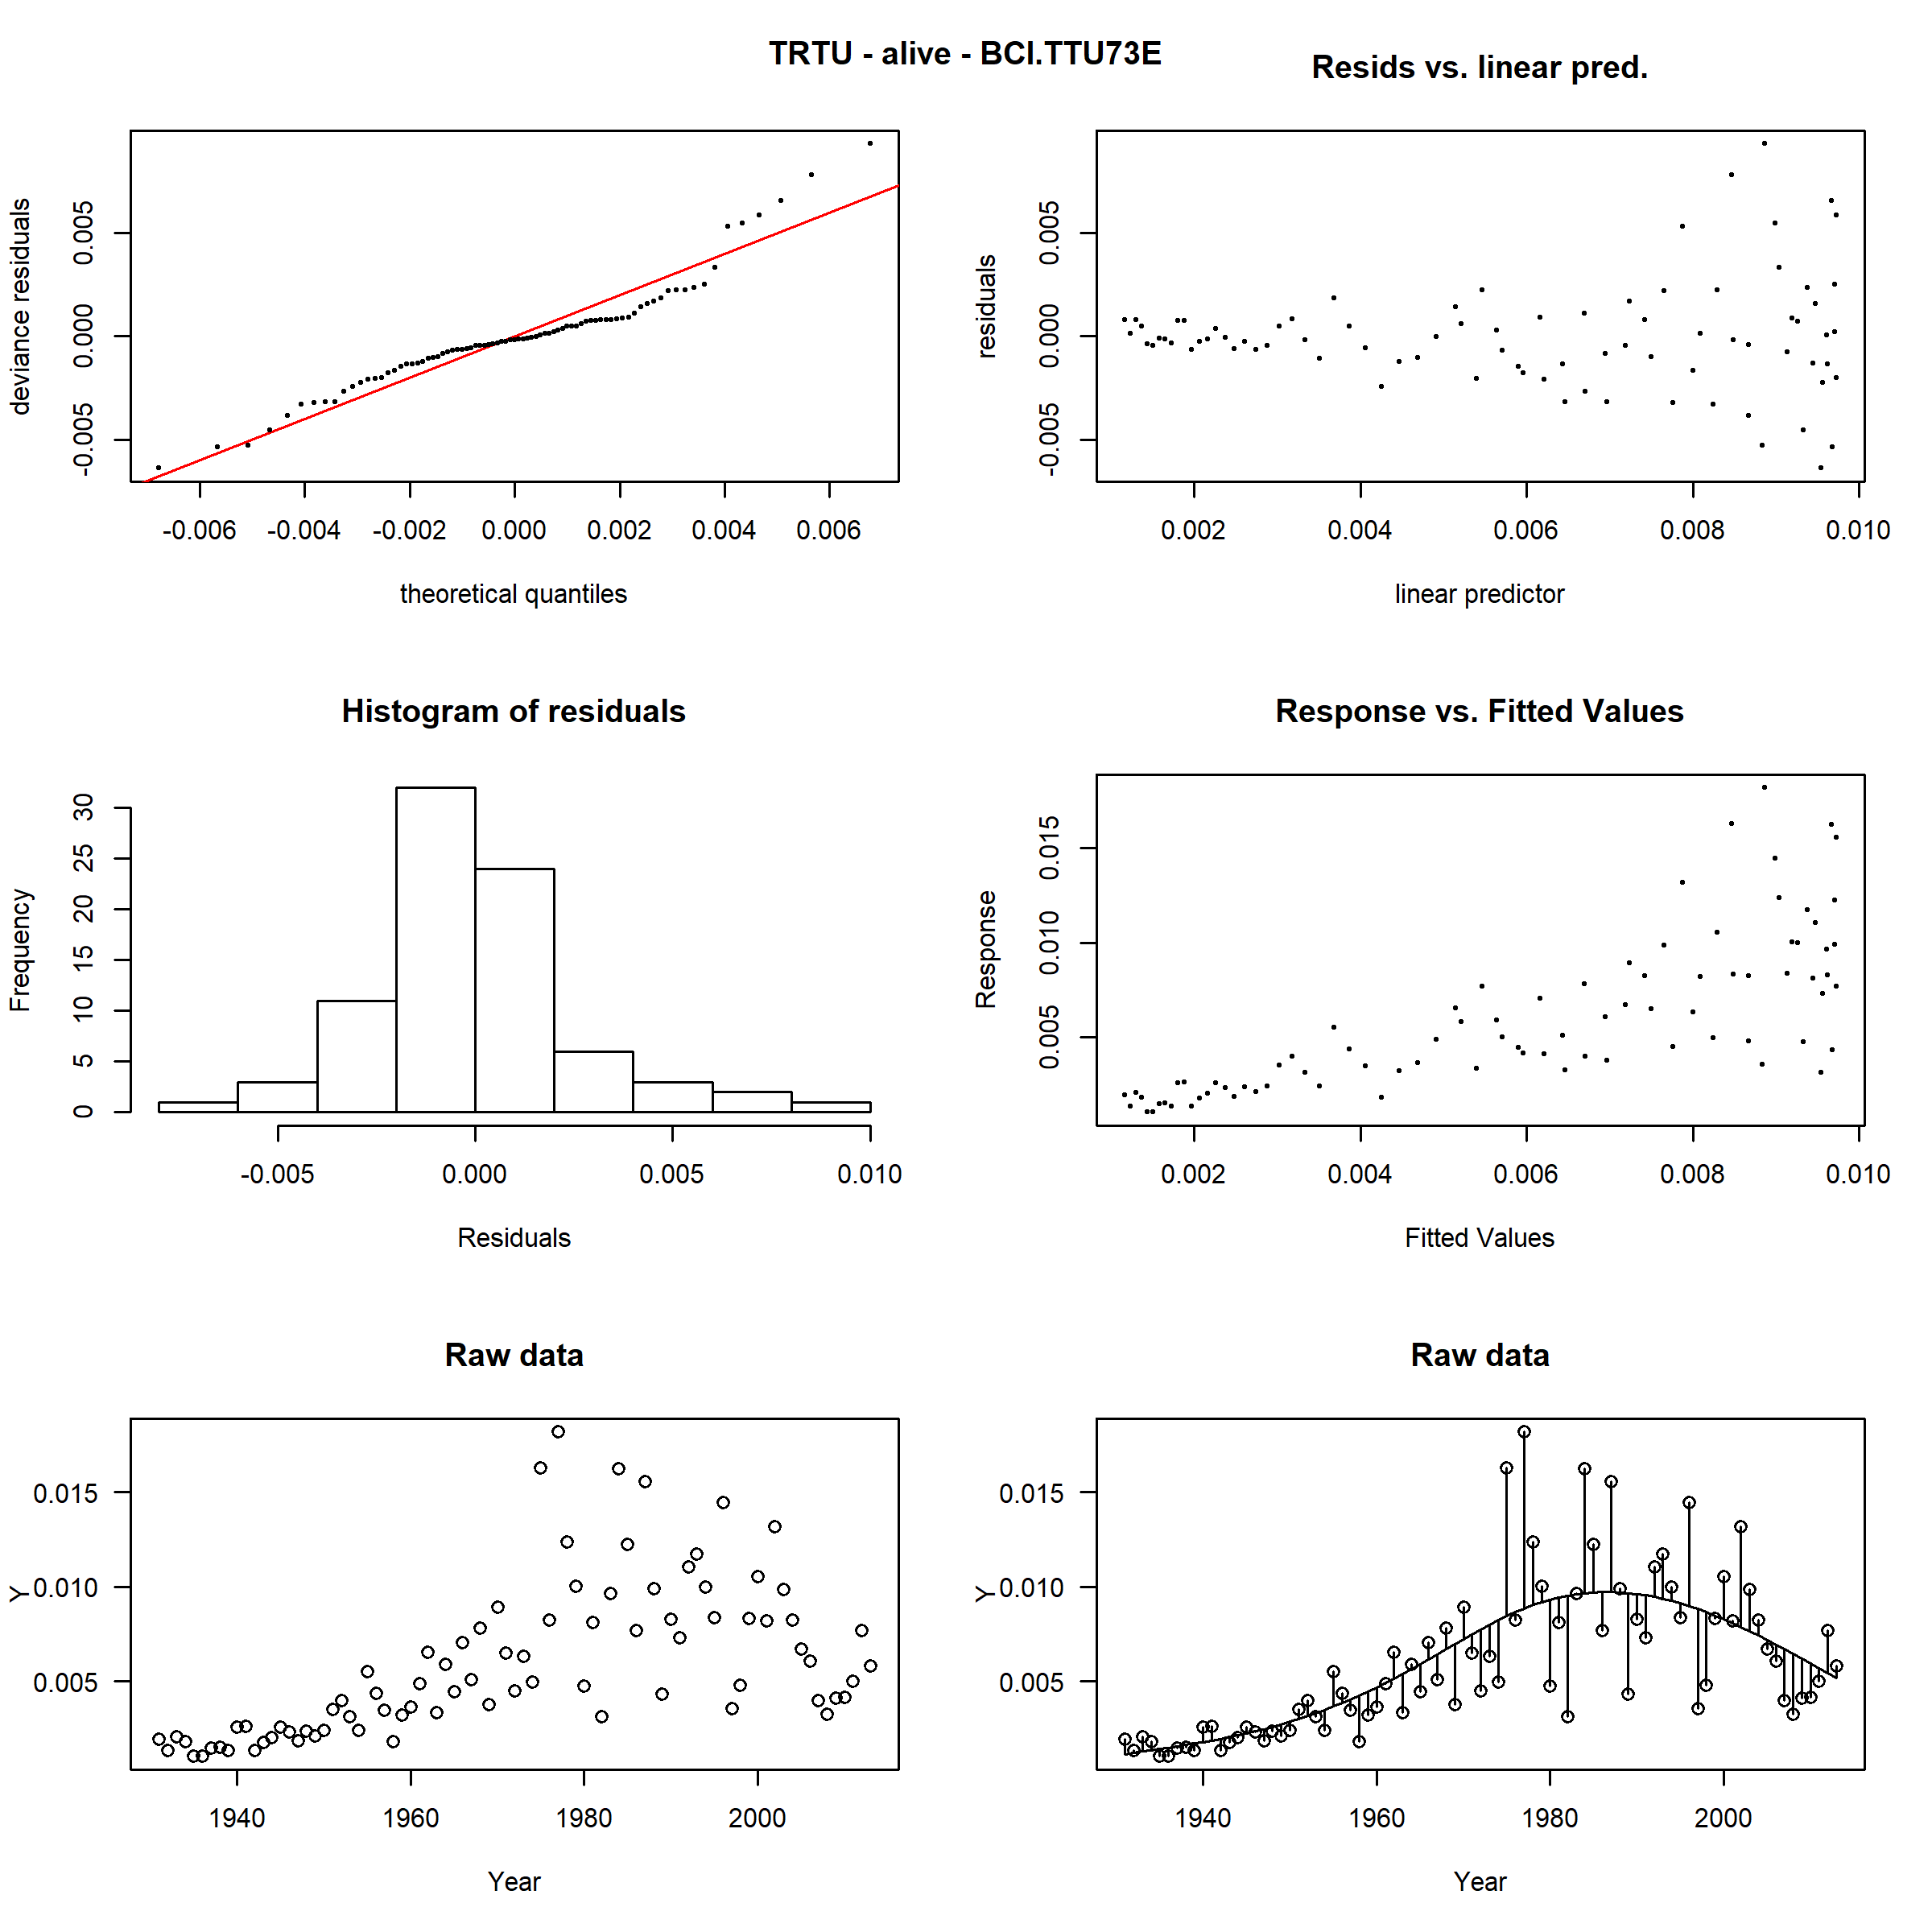 TRTU - alive - BCI.TTU73E
Resids vs. linear pred.
deviance residuals
-0.005 0.000 0.005
-0.006 -0.004 -0.002 0.000 0.002 0.004 0.006
theoretical quantiles
residuals
-0.005 0.000 0.005
0.002 0.004 0.006 0.008 0.010
linear predictor
Histogram of residuals
Frequency
0 5 10 15 20 25 30
-0.005 0.000 0.005 0.010
Residuals
Response vs. Fitted Values
Response
0.005 0.010 0.015
0.002 0.004 0.006 0.008 0.010
Fitted Values
Raw data
Y
0.015
0.010
0.005
1940 1960 1980 2000
Year
Raw data
Y
0.015
0.010
0.005
1940 1960 1980 2000
Year